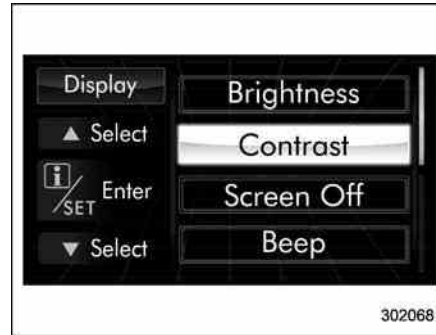 Display
▲ Select
i/SET Enter
▼ Select
Brightness
Contrast
Screen Off
Beep
302068